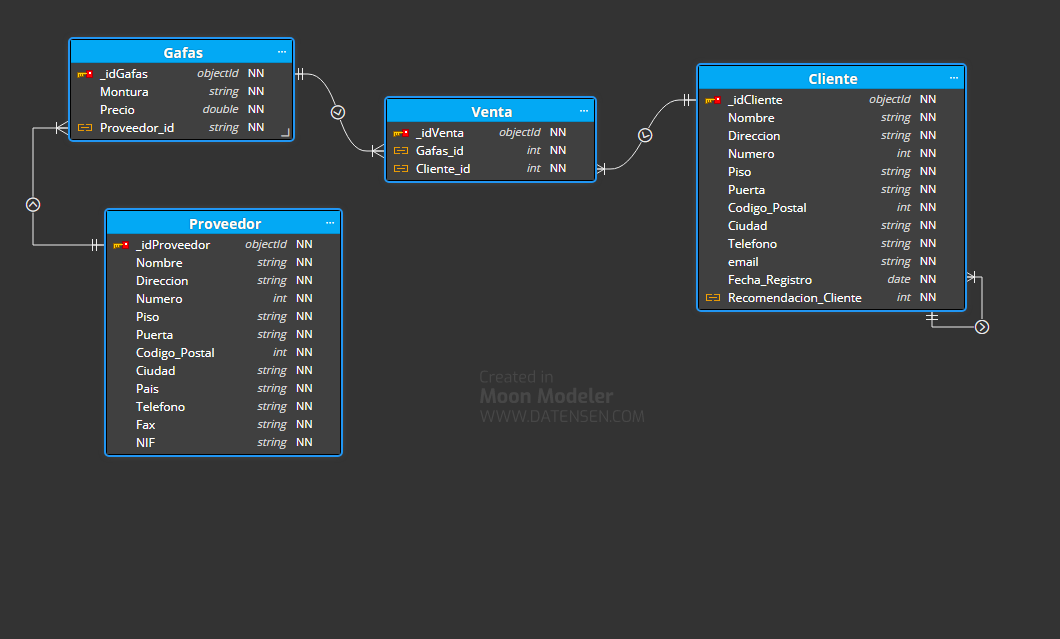 Gafas ...
_idGafas objectId NN
Montura string NN
Precio double NN
Proveedor_id string NN
Venta ...
_idVenta objectId NN
Gafas_id int NN
Cliente_id int NN
Cliente ...
_idCliente objectId NN
Nombre string NN
Direccion string NN
Numero int NN
Piso string NN
Puerta string NN
Codigo_Postal int NN
Ciudad string NN
Telefono string NN
email string NN
Fecha_Registro date NN
Recomendacion_Cliente int NN
Proveedor ...
_idProveedor objectId NN
Nombre string NN
Direccion string NN
Numero int NN
Piso string NN
Puerta string NN
Codigo_Postal int NN
Ciudad string NN
Pais string NN
Telefono string NN
Fax string NN
NIF string NN
Created in
Moon Modeler
WWW.DATENSEN.COM